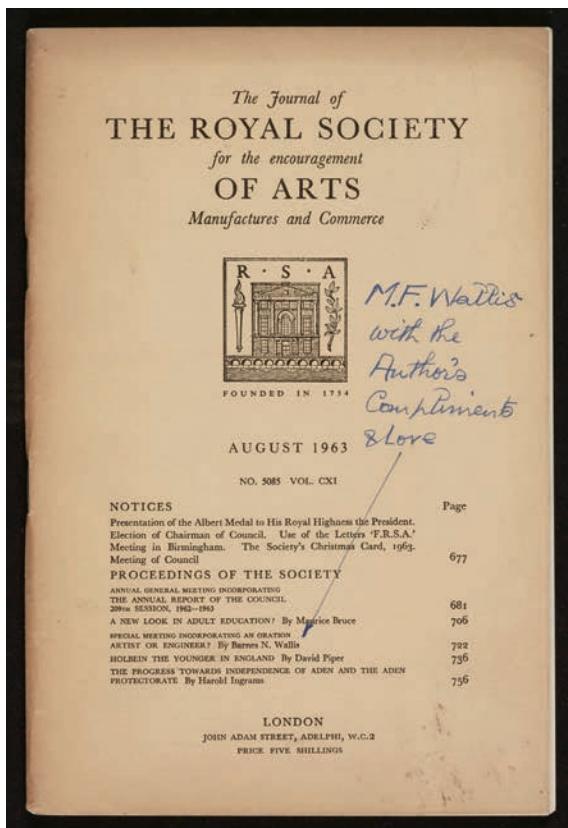 The Journal of
THE ROYAL SOCIETY
for the encouragement
OF ARTS
Manufactures and Commerce
R · S · A
FOUNDED IN 1754
M.F. Wallis
with the
Author's
Compliments
& Love
AUGUST 1963
NO. 5085 VOL. CXI
NOTICES Page
Presentation of the Albert Medal to His Royal Highness the President.
Election of Chairman of Council. Use of the Letters ‘F.R.S.A.’
Meeting in Birmingham. The Society's Christmas Card, 1963.
Meeting of Council 677
PROCEEDINGS OF THE SOCIETY
ANNUAL GENERAL MEETING INCORPORATING
THE ANNUAL REPORT OF THE COUNCIL
209TH SESSION, 1962–1963 681
A NEW LOOK IN ADULT EDUCATION? By Maurice Bruce 706
SPECIAL MEETING INCORPORATING AN ORATION
ARTIST OR ENGINEER? By Barnes N. Wallis 722
HOLBEIN THE YOUNGER IN ENGLAND By David Piper 736
THE PROGRESS TOWARDS INDEPENDENCE OF ADEN AND THE ADEN
PROTECTORATE By Harold Ingrams 756
LONDON
JOHN ADAM STREET, ADELPHI, W.C.2
PRICE FIVE SHILLINGS